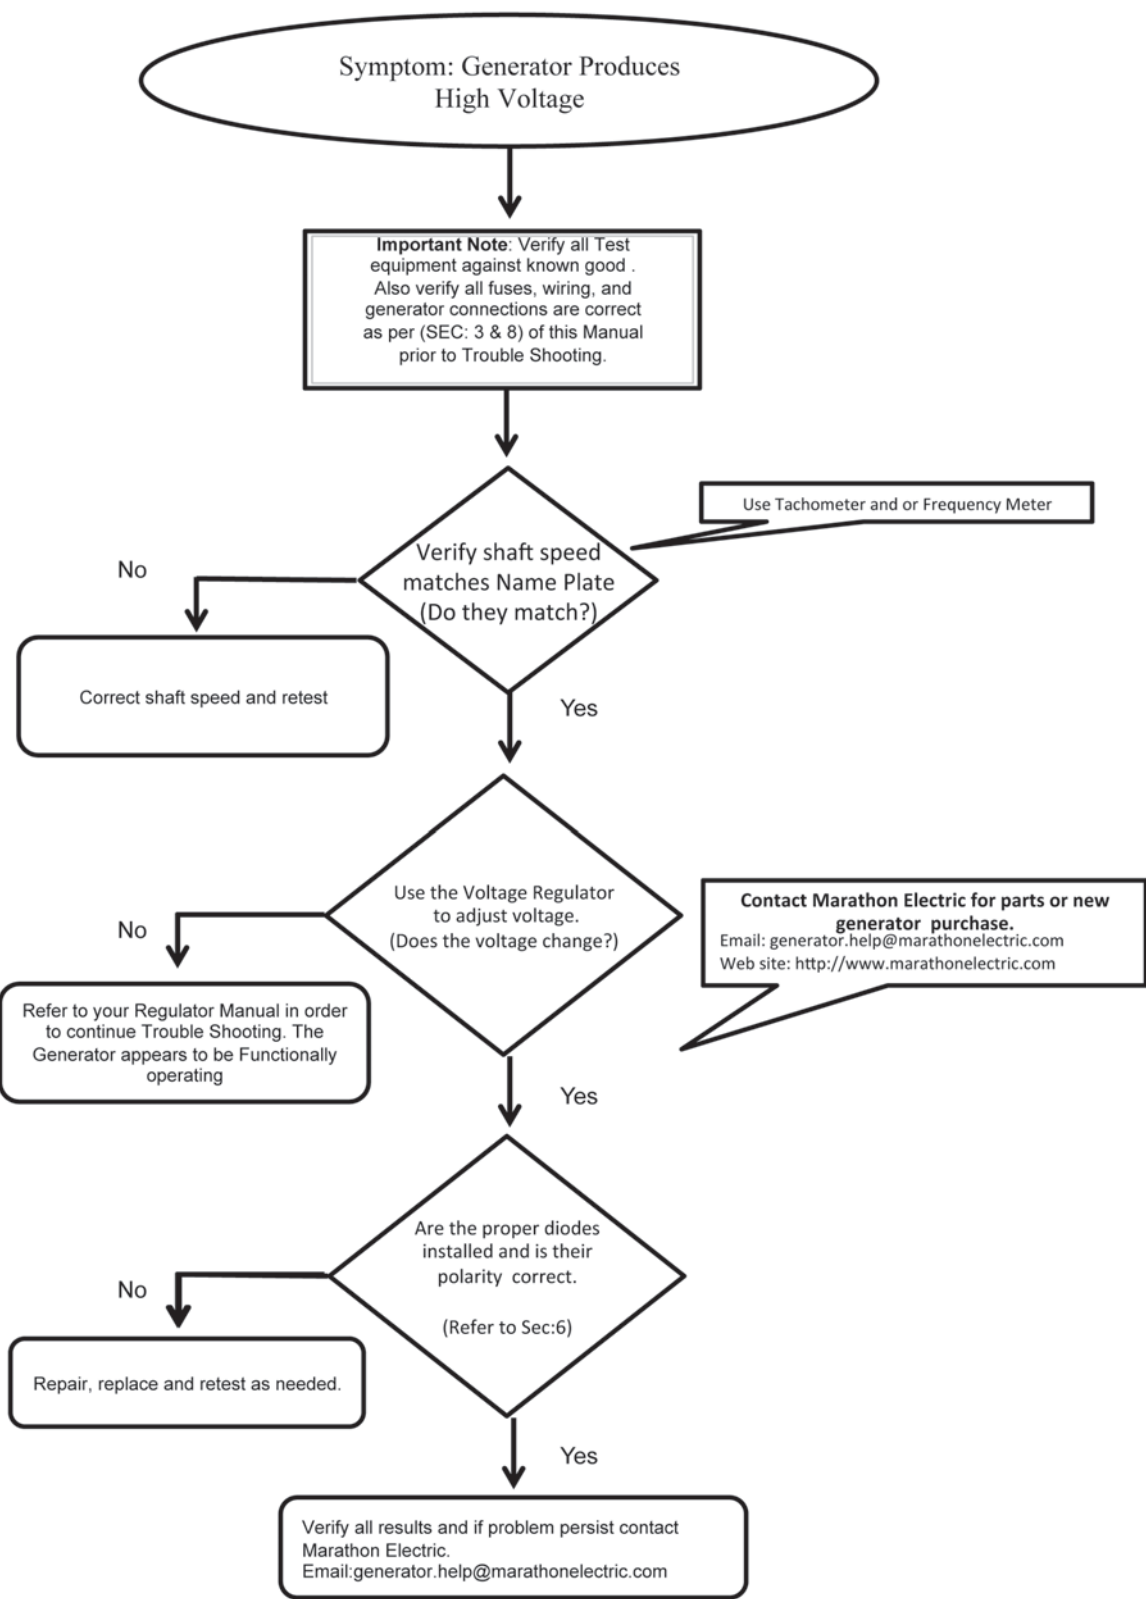 Symptom: Generator Produces
High Voltage
Important Note: Verify all Test
equipment against known good .
Also verify all fuses, wiring, and
generator connections are correct
as per (SEC: 3 & 8) of this Manual
prior to Trouble Shooting.
Use Tachometer and or Frequency Meter
Verify shaft speed
matches Name Plate
(Do they match?)
No
Correct shaft speed and retest
Yes
Use the Voltage Regulator
to adjust voltage.
(Does the voltage change?)
Contact Marathon Electric for parts or new
generator purchase.
Email: generator.help@marathonelectric.com
Web site: http://www.marathonelectric.com
No
Refer to your Regulator Manual in order
to continue Trouble Shooting. The
Generator appears to be Functionally
operating
Yes
Are the proper diodes
installed and is their
polarity correct.
(Refer to Sec:6)
No
Repair, replace and retest as needed.
Yes
Verify all results and if problem persist contact
Marathon Electric.
Email:generator.help@marathonelectric.com